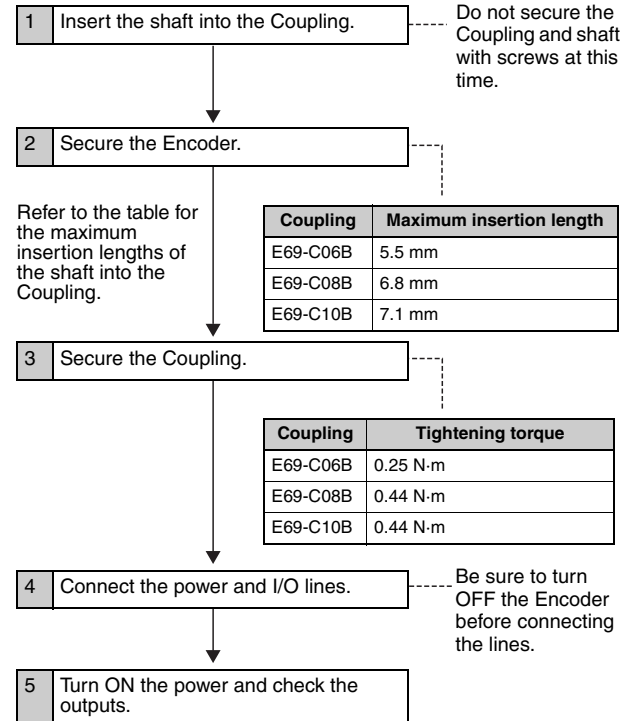 1 Insert the shaft into the Coupling.
Do not secure the
Coupling and shaft
with screws at this
time.
2 Secure the Encoder.
Refer to the table for
the maximum
insertion lengths of
the shaft into the
Coupling.
Coupling Maximum insertion length
E69-C06B 5.5 mm
E69-C08B 6.8 mm
E69-C10B 7.1 mm
3 Secure the Coupling.
Coupling Tightening torque
E69-C06B 0.25 N·m
E69-C08B 0.44 N·m
E69-C10B 0.44 N·m
4 Connect the power and I/O lines.
Be sure to turn
OFF the Encoder
before connecting
the lines.
5 Turn ON the power and check the
outputs.